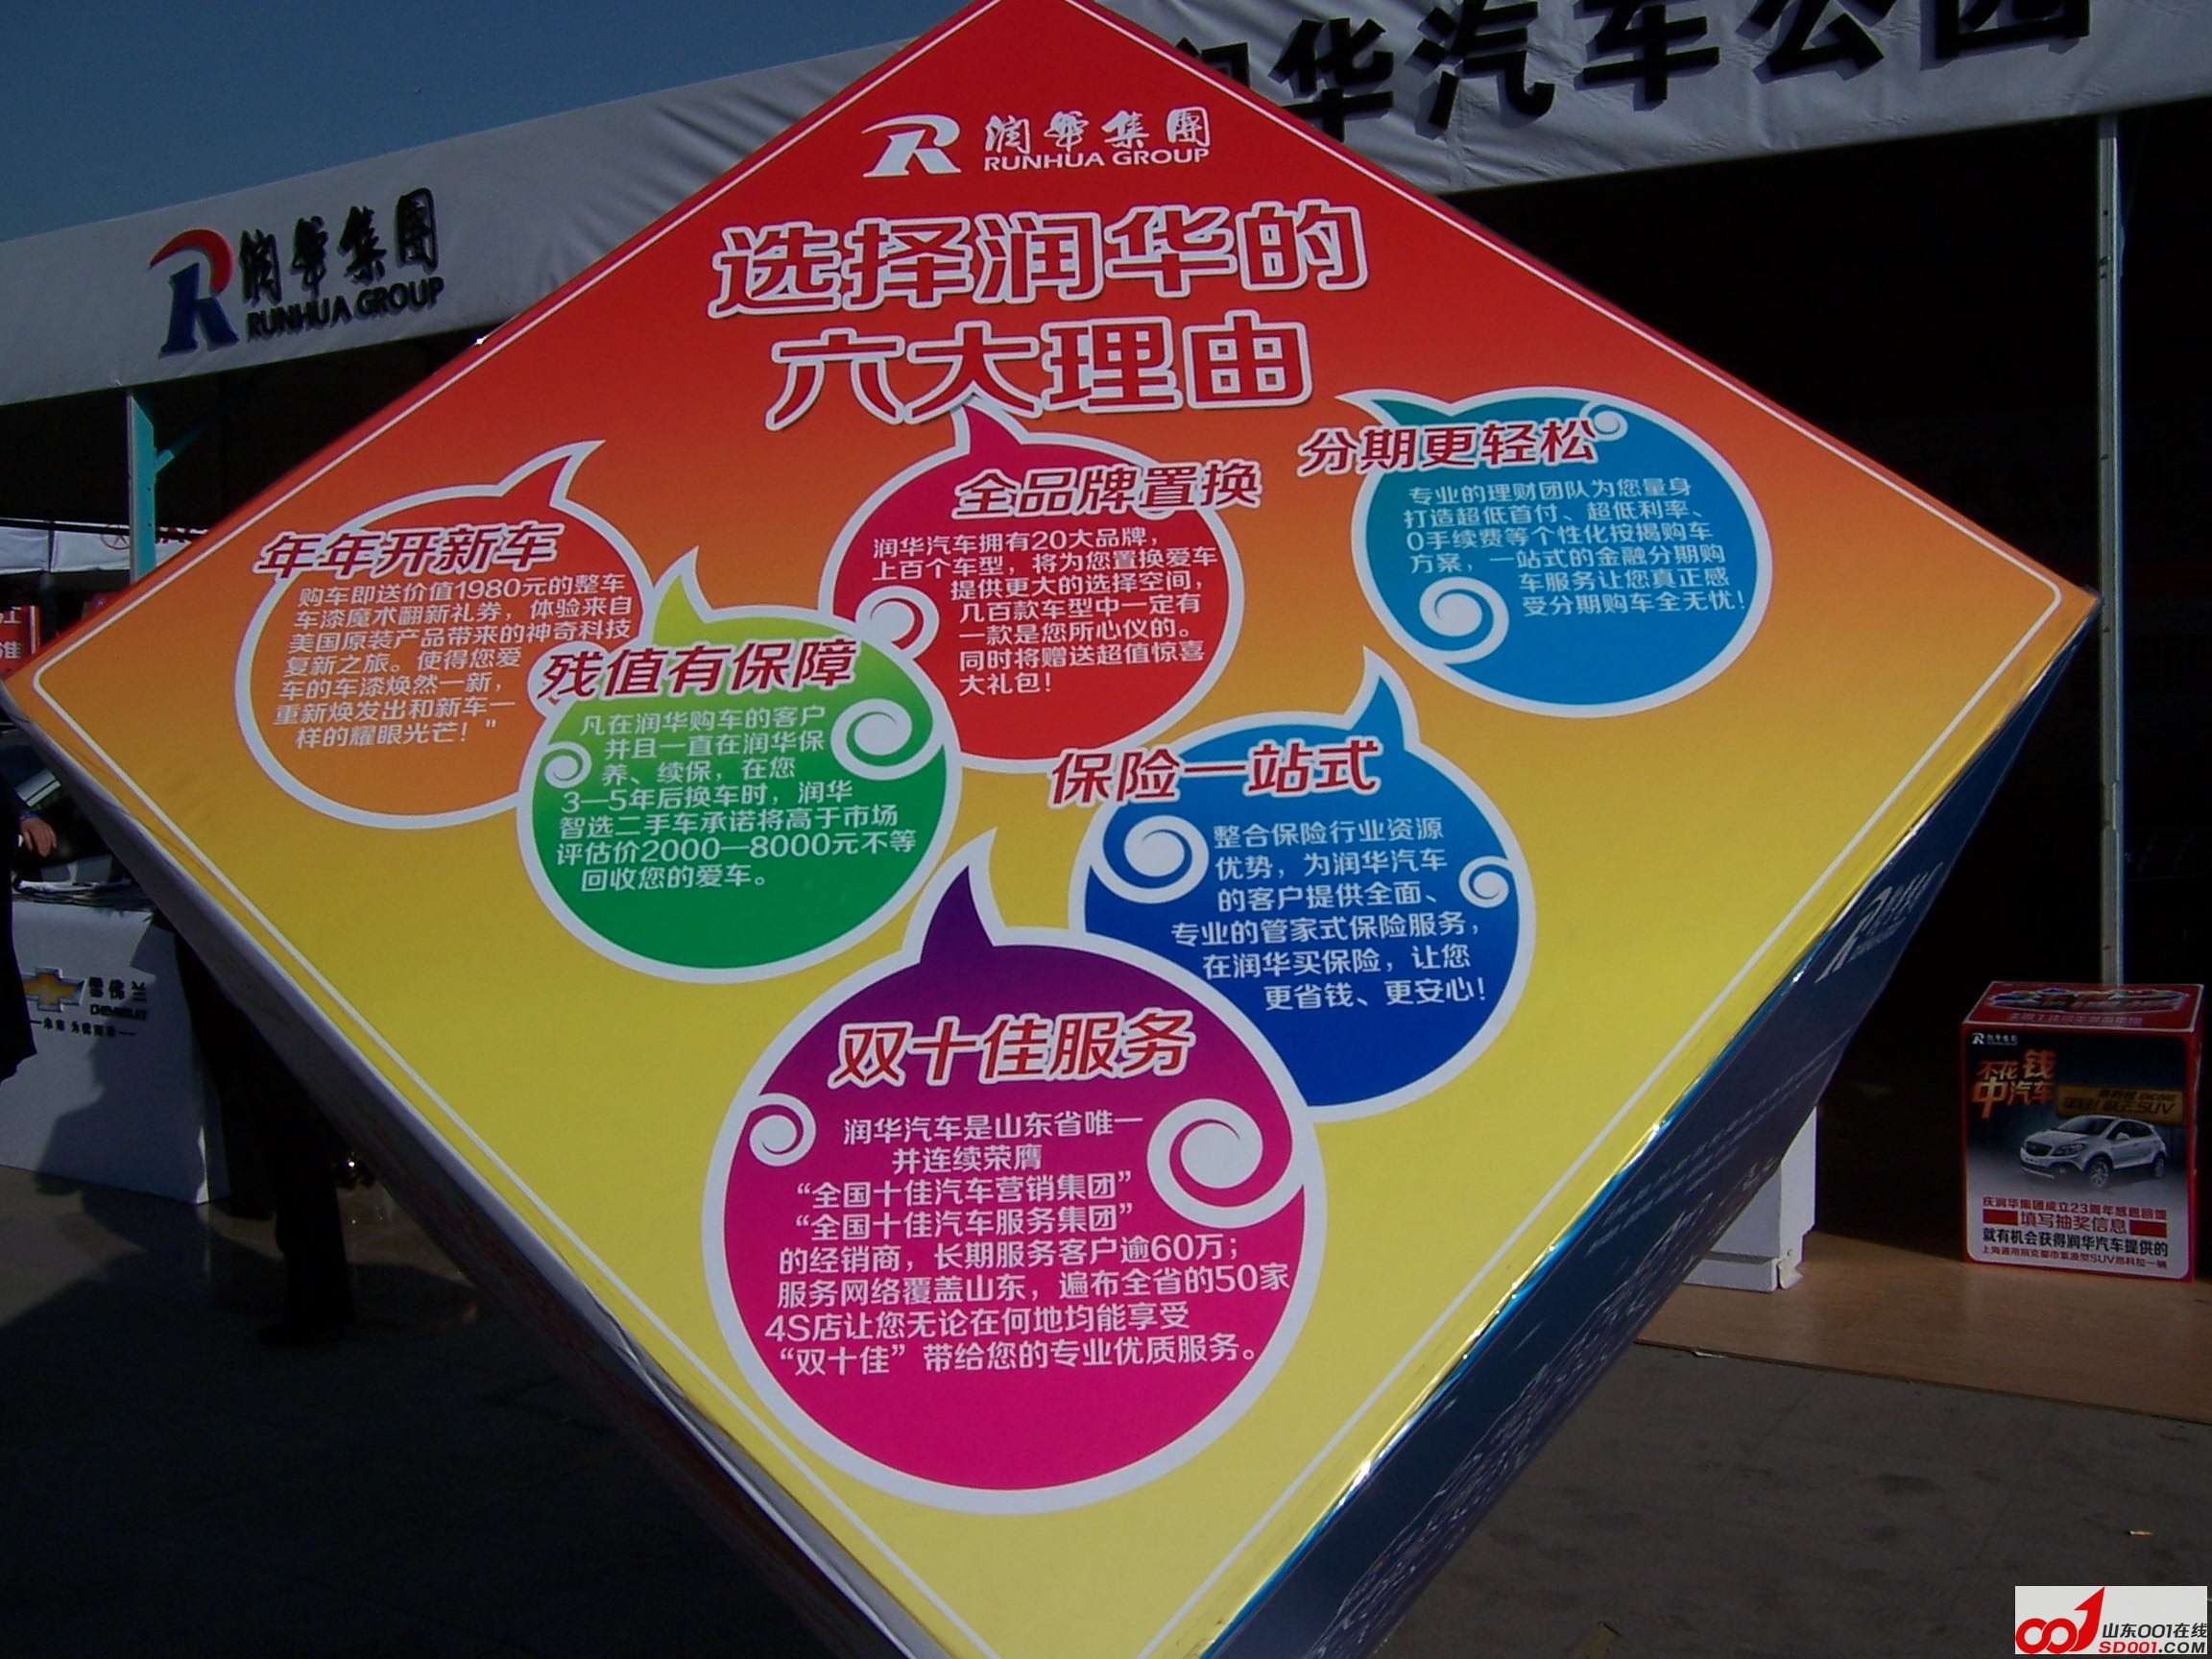 润华汽车公园
润华集团
RUNHUA GROUP
润华集团
RUNHUA GROUP
选择润华的
六大理由
年年开新车
购车即送价值1980元的整车
车漆魔术翻新礼券，体验来自
美国原装产品带来的神奇科技
复新之旅。使得您爱
车的车漆焕然一新，
重新焕发出和新车一
样的耀眼光芒！"
残值有保障
凡在润华购车的客户
并且一直在润华保
养、续保，在您
3—5年后换车时，润华
智选二手车承诺将高于市场
评估价2000—8000元不等
回收您的爱车。
全品牌置换
润华汽车拥有20大品牌，
上百个车型，将为您置换爱车
提供更大的选择空间，
几百款车型中一定有
一款是您所心仪的。
同时将赠送超值惊喜
大礼包！
分期更轻松
专业的理财团队为您量身
打造超低首付、超低利率、
0手续费等个性化按揭购车
方案，一站式的金融分期购
车服务让您真正感
受分期购车全无忧！
保险一站式
整合保险行业资源
优势，为润华汽车
的客户提供全面、
专业的管家式保险服务，
在润华买保险，让您
更省钱、更安心！
双十佳服务
润华汽车是山东省唯一
并连续荣膺
“全国十佳汽车营销集团”
“全国十佳汽车服务集团”
的经销商，长期服务客户逾60万；
服务网络覆盖山东，遍布全省的50家
4S店让您无论在何地均能享受
“双十佳”带给您的专业优质服务。
雪佛兰
CHEVROLET
不花钱
中汽车
庆润华集团成立23周年感恩回馈
填写抽奖信息
就有机会获得润华汽车提供的
山东001在线
SD001.COM